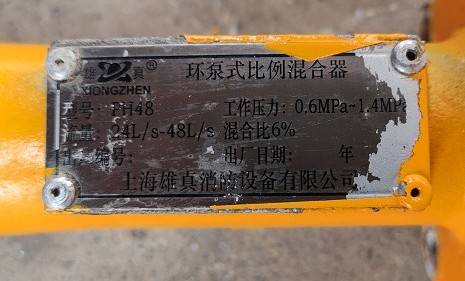 雄真® 环泵式比例混合器
XIONGZHEN
型号: PH48 工作压力: 0.6MPa-1.4MPa
流量: 24L/s-48L/s 混合比6%
出厂编号: 出厂日期: 年
上海雄真消防设备有限公司